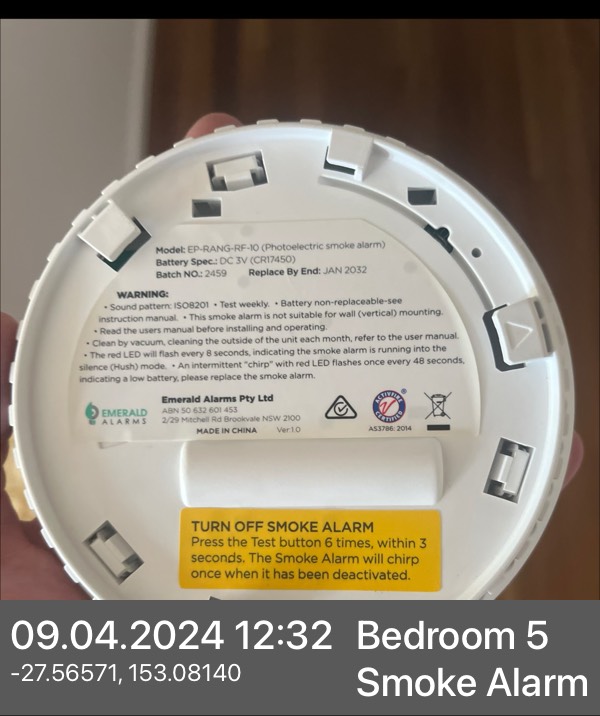 Model: EP-RANG-RF-10 (Photoelectric smoke alarm)
Battery Spec.: DC 3V (CR17450)
Batch NO.: 2459 Replace By End: JAN 2032
WARNING:
• Sound pattern: ISO8201 • Test weekly. • Battery non-replaceable-see
instruction manual. • This smoke alarm is not suitable for wall (vertical) mounting.
• Read the users manual before installing and operating.
• Clean by vacuum, cleaning the outside of the unit each month, refer to the user manual.
• The red LED will flash every 8 seconds, indicating the smoke alarm is running into the
silence (Hush) mode. • An intermittent "chirp" with red LED flashes once every 48 seconds,
indicating a low battery, please replace the smoke alarm.
Emerald Alarms Pty Ltd
ABN 50 632 601 453
2/29 Mitchell Rd Brookvale NSW 2100
MADE IN CHINA Ver 1.0
EMERALD
ALARMS
ACTIVFIRE
CERTIFIED
AS3786: 2014
TURN OFF SMOKE ALARM
Press the Test button 6 times, within 3
seconds. The Smoke Alarm will chirp
once when it has been deactivated.
09.04.2024 12:32
-27.56571, 153.08140
Bedroom 5
Smoke Alarm